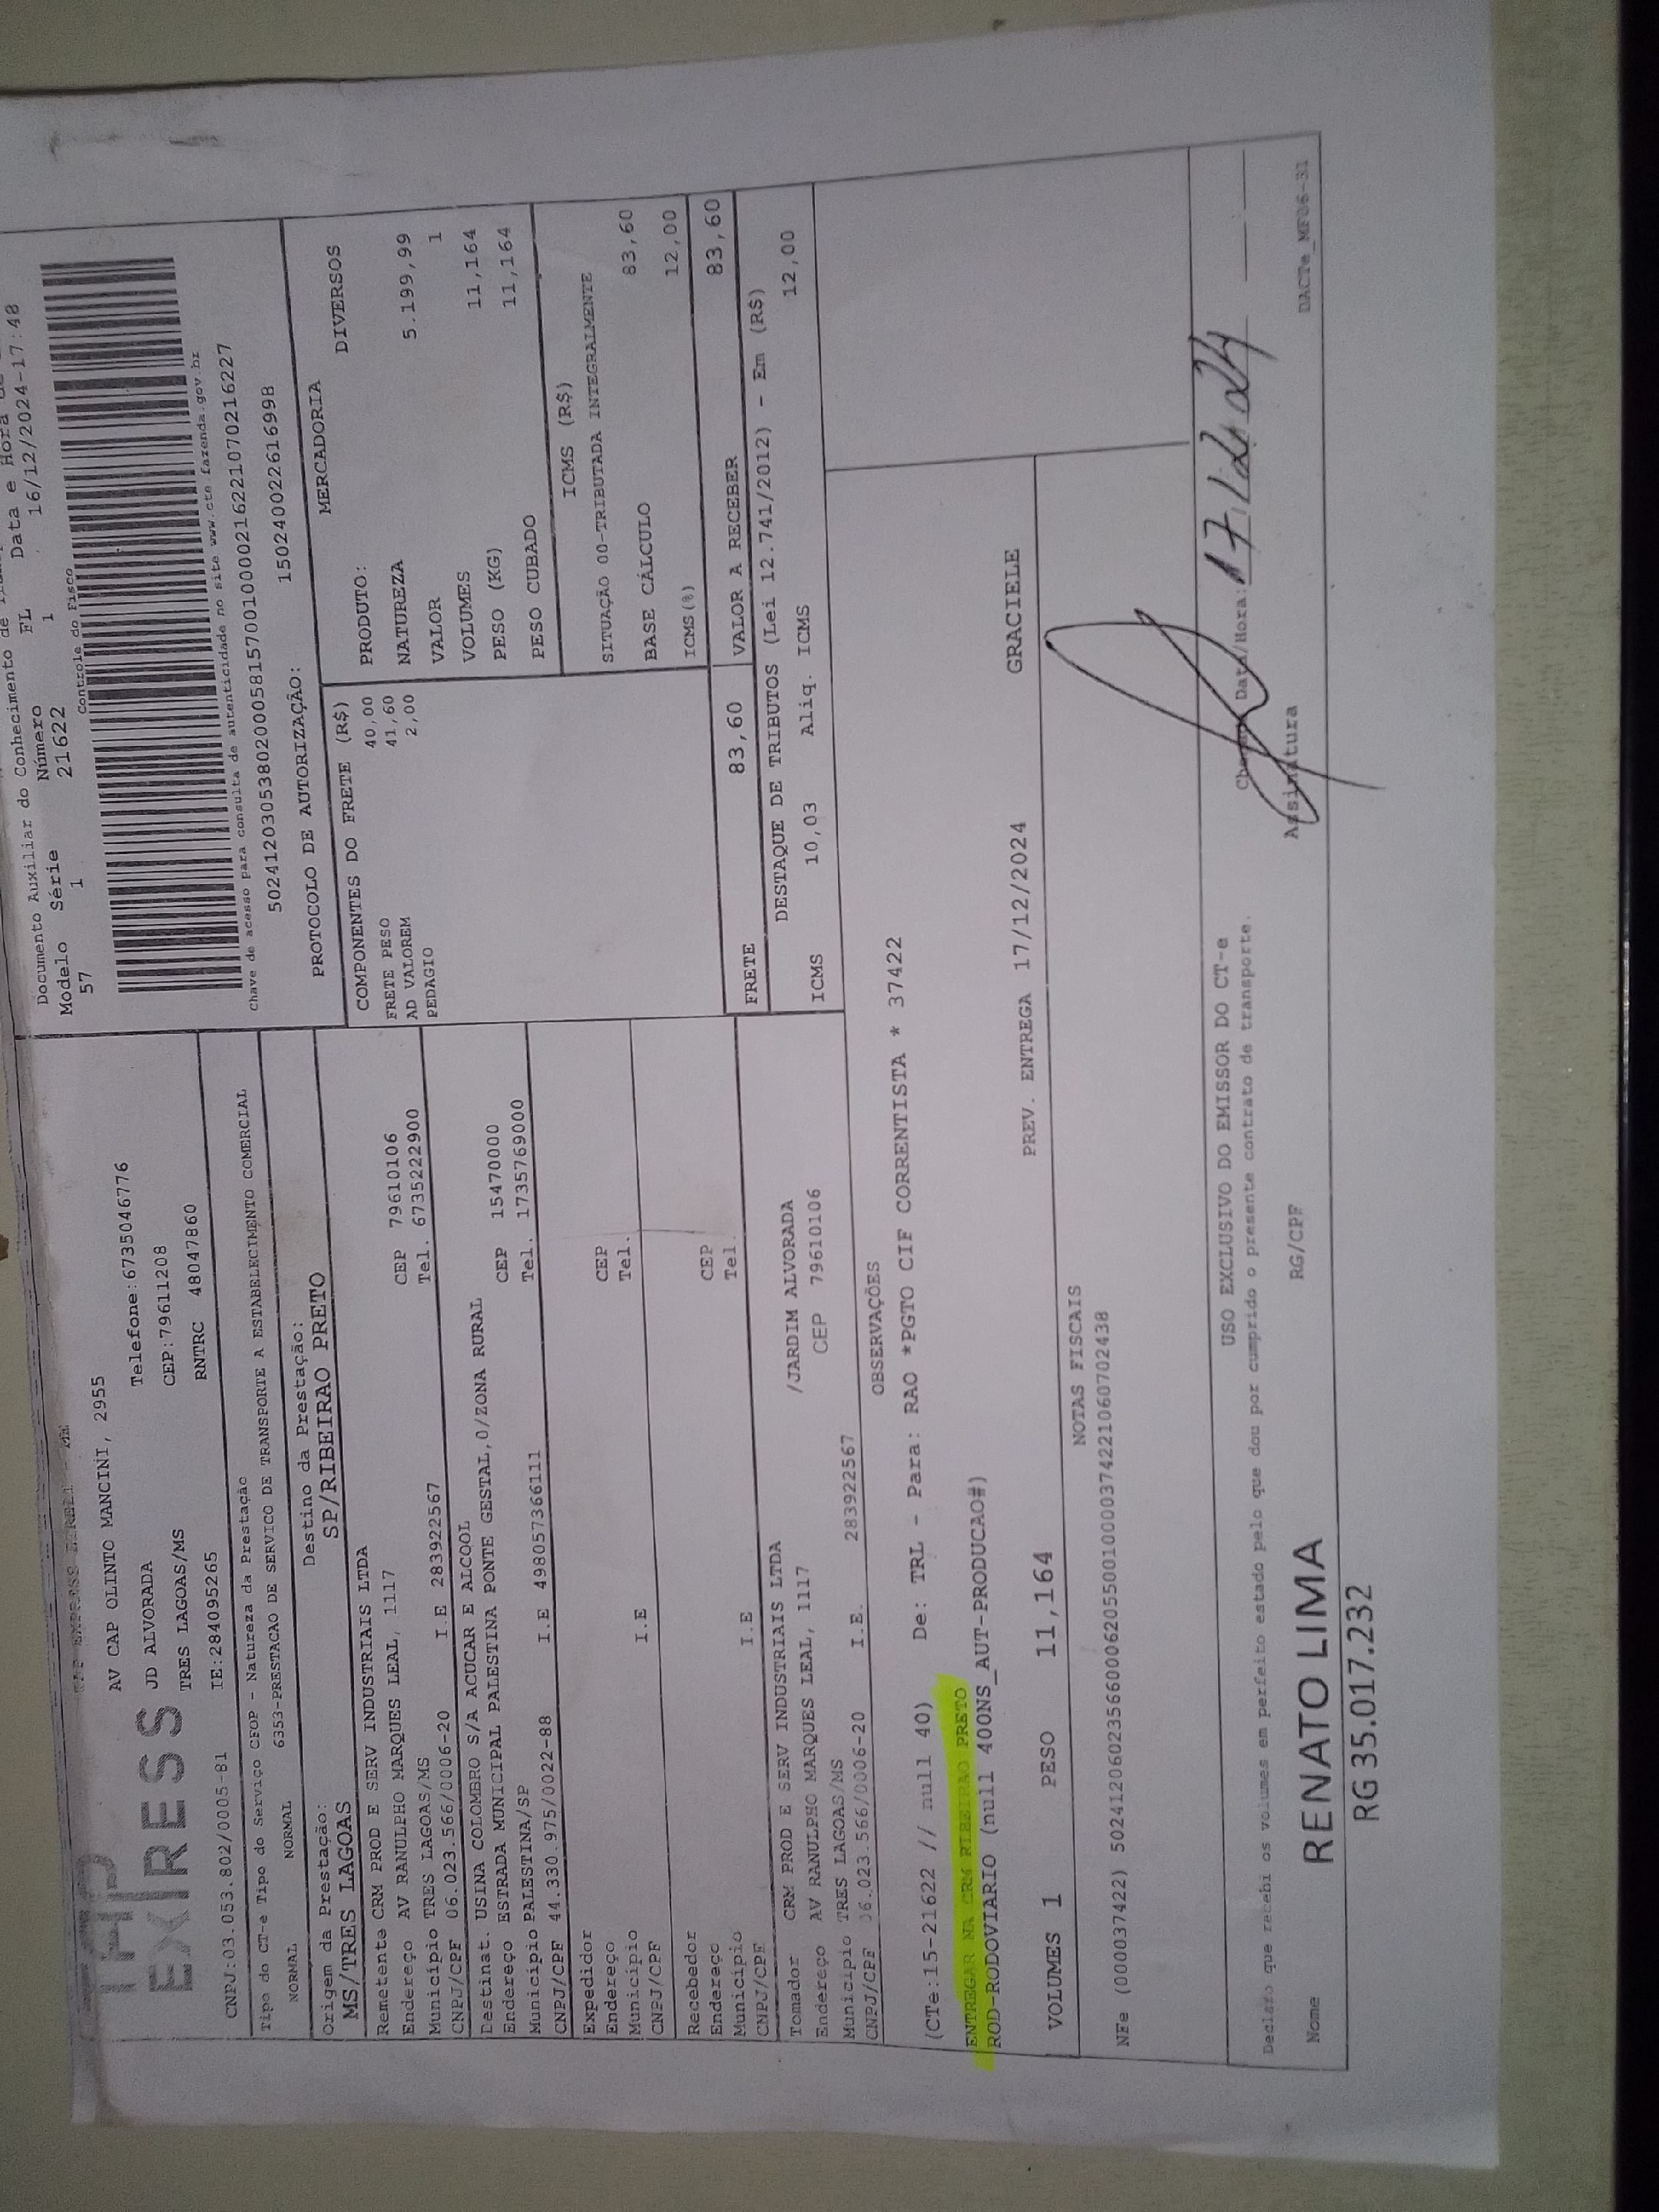 EXPRESS
AV CAP OLINTO MANCINI, 2955
JD ALVORADA
Telefone:6735046776
TRES LAGOAS/MS
CEP:79611208
CNPJ:03.053.802/0005-81
IE:284095265
RNTRC 48047860
Tipo do CT-e Tipo do Serviço CFOP - Natureza da Prestação
NORMAL NORMAL 6353-PRESTACAO DE SERVICO DE TRANSPORTE A ESTABELECIMENTO COMERCIAL
Origem da Prestação: Destino da Prestação:
MS/TRES LAGOAS SP/RIBEIRAO PRETO
Remetente CRM PROD E SERV INDUSTRIAIS LTDA
Endereço AV RANULPHO MARQUES LEAL, 1117 CEP 79610106
Município TRES LAGOAS/MS Tel. 6735222900
CNPJ/CPF 06.023.566/0006-20 I.E 283922567
Destinat. USINA COLOMBRO S/A ACUCAR E ALCOOL
Endereço ESTRADA MUNICIPAL PALESTINA PONTE GESTAL,0/ZONA RURAL CEP 15470000
Município PALESTINA/SP Tel. 1735769000
CNPJ/CPF 44.330.975/0022-88 I.E 498057366111
Expedidor
Endereço CEP
Município Tel.
CNPJ/CPF I.E
Recebedor
Endereço CEP
Município Tel.
CNPJ/CPF I.E
Tomador CRM PROD E SERV INDUSTRIAIS LTDA
Endereço AV RANULPHO MARQUES LEAL, 1117 /JARDIM ALVORADA
Município TRES LAGOAS/MS CEP 79610106
CNPJ/CPF 06.023.566/0006-20 I.E. 283922567
Documento Auxiliar do Conhecimento de
Modelo Série Número FL Data e Hora de
57 1 21622 1 1 16/12/2024-17:48
Controle do Fisco
Chave de acesso para consulta de autenticidade no site www.cte fazenda.gov.br
50241203053802000581570010000216221070216227
PROTOCOLO DE AUTORIZAÇÃO: 150240022616998
COMPONENTES DO FRETE (R$)
FRETE PESO 40,00
AD VALOREM 41,60
PEDAGIO 2,00
MERCADORIA
PRODUTO: DIVERSOS
NATUREZA
VALOR 5.199,99
VOLUMES 1
PESO (KG) 11,164
PESO CUBADO 11,164
ICMS (R$)
SITUAÇÃO 00-TRIBUTADA INTEGRALMENTE
BASE CÁLCULO 83,60
ICMS(%) 12,00
FRETE 83,60 VALOR A RECEBER 83,60
DESTAQUE DE TRIBUTOS (Lei 12.741/2012) - Em (R$)
ICMS 10,03 Aliq. ICMS 12,00
OBSERVAÇÕES
(CTe:15-21622 // null 40) De: TRL - Para: RAO *PGTO CIF CORRENTISTA * 37422
ENTREGAR NA CRM RIBEIRAO PRETO
ROD-RODOVIARIO (null 400NS_AUT-PRODUCAO#)
PREV. ENTREGA 17/12/2024 GRACIELE
VOLUMES 1 PESO 11,164
NOTAS FISCAIS
NFe (000037422) 50241206023566000620550010000374221060702438
USO EXCLUSIVO DO EMISSOR DO CT-e
Declaro que recebi os volumes em perfeito estado pelo que dou por cumprido o presente contrato de transporte.
Data/Hora: 17/12/24
Nome RENATO LIMA RG/CPF Assinatura
RG 35.017.232
DACTe_MF06-31